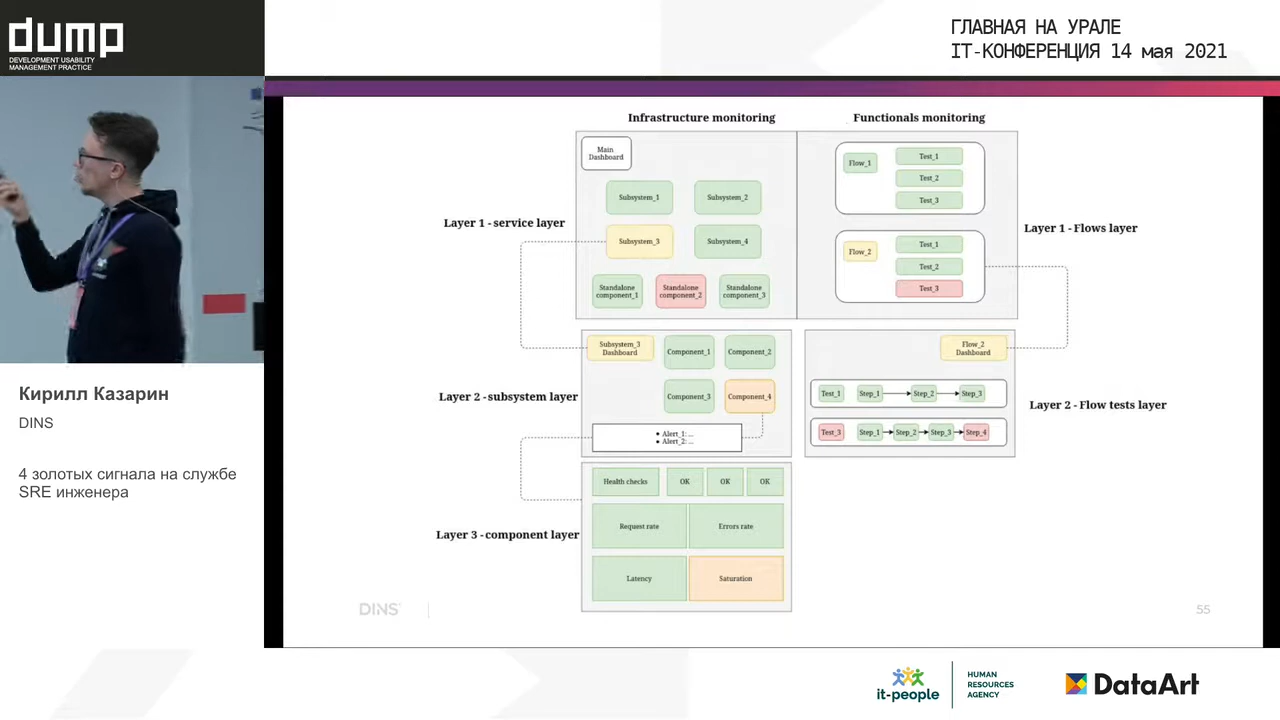 dump
DEVELOPMENT USABILITY
MANAGEMENT PRACTICE
ГЛАВНАЯ НА УРАЛЕ
IT-КОНФЕРЕНЦИЯ 14 мая 2021
Infrastructure monitoring
Functionals monitoring
Main
Dashboard
Subsystem_1
Subsystem_2
Subsystem_3
Subsystem_4
Standalone
component_1
Standalone
component_2
Standalone
component_3
Layer 1 - service layer
Flow_1
Test_1
Test_2
Test_3
Flow_2
Test_1
Test_2
Test_3
Layer 1 - Flows layer
Subsystem_3
Dashboard
Component_1
Component_2
Component_3
Component_4
Layer 2 - subsystem layer
• Alert_1: ...
• Alert_2: ...
Flow_2
Dashboard
Test_1
Step_1
Step_2
Step_3
Test_3
Step_1
Step_2
Step_3
Step_4
Layer 2 - Flow tests layer
Health checks
OK
OK
OK
Request rate
Errors rate
Layer 3 - component layer
Latency
Saturation
DINS
55
Кирилл Казарин
DINS
4 золотых сигнала на службе
SRE инженера
it-people
HUMAN
RESOURCES
AGENCY
DataArt